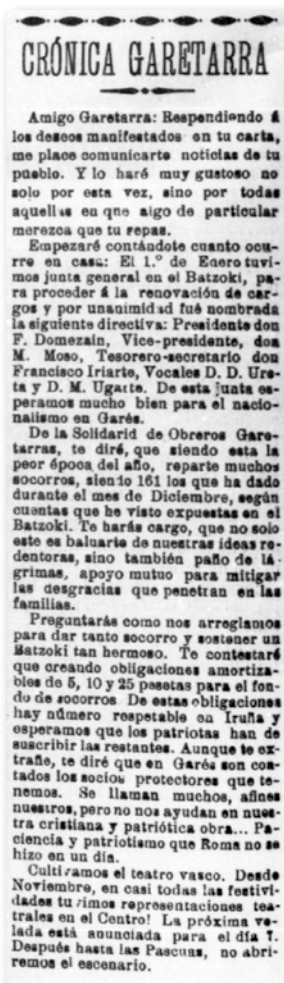 CRÓNICA GARETARRA
Amigo Garetarra: Respondiendo á
los deseos manifestados en tu carta,
me place comunicarte noticias de tu
pueblo. Y lo haré muy gustoso no
solo por esta vez, sino por todas
aquellas en que algo de particular
merezca que tu sepas.
Empezaré contándote cuanto ocu-
rre en casa: El 1.º de Enero tuvi-
mos junta general en el Batzoki, pa-
ra proceder á la renovación de car-
gos y por unanimidad fué nombrada
la siguiente directiva: Presidente don
F. Domezain, Vice-presidente, don
M. Moso, Tesorero-secretario don
Francisco Iriarte, Vocales D. D. Urs-
ta y D. M. Ugarte. De esta junta es-
peramos mucho bien para el nacio-
nalismo en Garés.
De la Solidarid de Obreros Gare-
tarras, te diré, que siendo esta la
peor época del año, reparte muchos
socorros, siento 161 los que ha dado
durante el mes de Diciembre, según
cuentas que he visto expuestas en el
Batzoki. Te harás cargo, que no solo
este es baluarte de nuestras ideas re-
dentoras, sino también paño de lá-
grimas, apoyo mutuo para mitigar
las desgracias que penetran en las
familias.
Preguntarás como nos arreglamos
para dar tanto socorro y sostener un
Batzoki tan hermoso. Te contestaré
que creando obligaciones amortiza-
bles de 5, 10 y 25 pesetas para el fon-
do de socorros De estas obligaciones
hay número respetable en Iruña y
esperamos que los patriotas han de
suscribir las restantes. Aunque te ex-
trañe, te diré que en Garés son con-
tados los socios protectores que te-
nemos. Se llaman muchos, afines
nuestros, pero no nos ayudan en nues-
tra cristiana y patriótica obra... Pa-
ciencia y patriotismo que Roma no se
hizo en un día.
Cultivamos el teatro vasco. Desde
Noviembre, en casi todas las festivi-
dades tuvimos representaciones tea-
trales en el Centro! La próxima ve-
lada está anunciada para el día 7.
Después hasta las Pascuas, no abri-
remos el escenario.